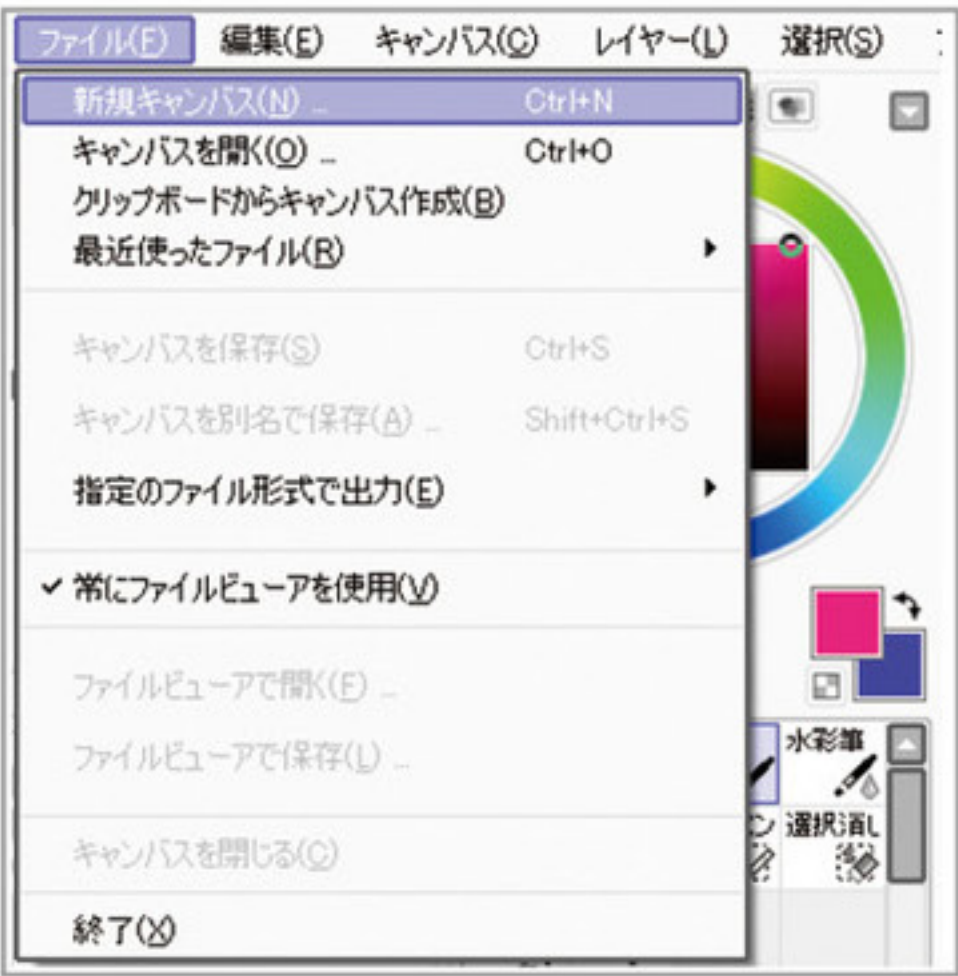 ファイル(F) 編集(E) キャンバス(C) レイヤー(L) 選択(S)
新規キャンバス(N) ... Ctrl+N
キャンバスを開く(O) ... Ctrl+O
クリップボードからキャンバス作成(B)
最近使ったファイル(R)
キャンバスを保存(S) Ctrl+S
キャンバスを別名で保存(A) ... Shift+Ctrl+S
指定のファイル形式で出力(E)
常にファイルビューアを使用(V)
ファイルビューアで開く(F) ...
ファイルビューアで保存(L) ...
キャンバスを閉じる(C)
終了(X)
水彩筆
ン 選択消し